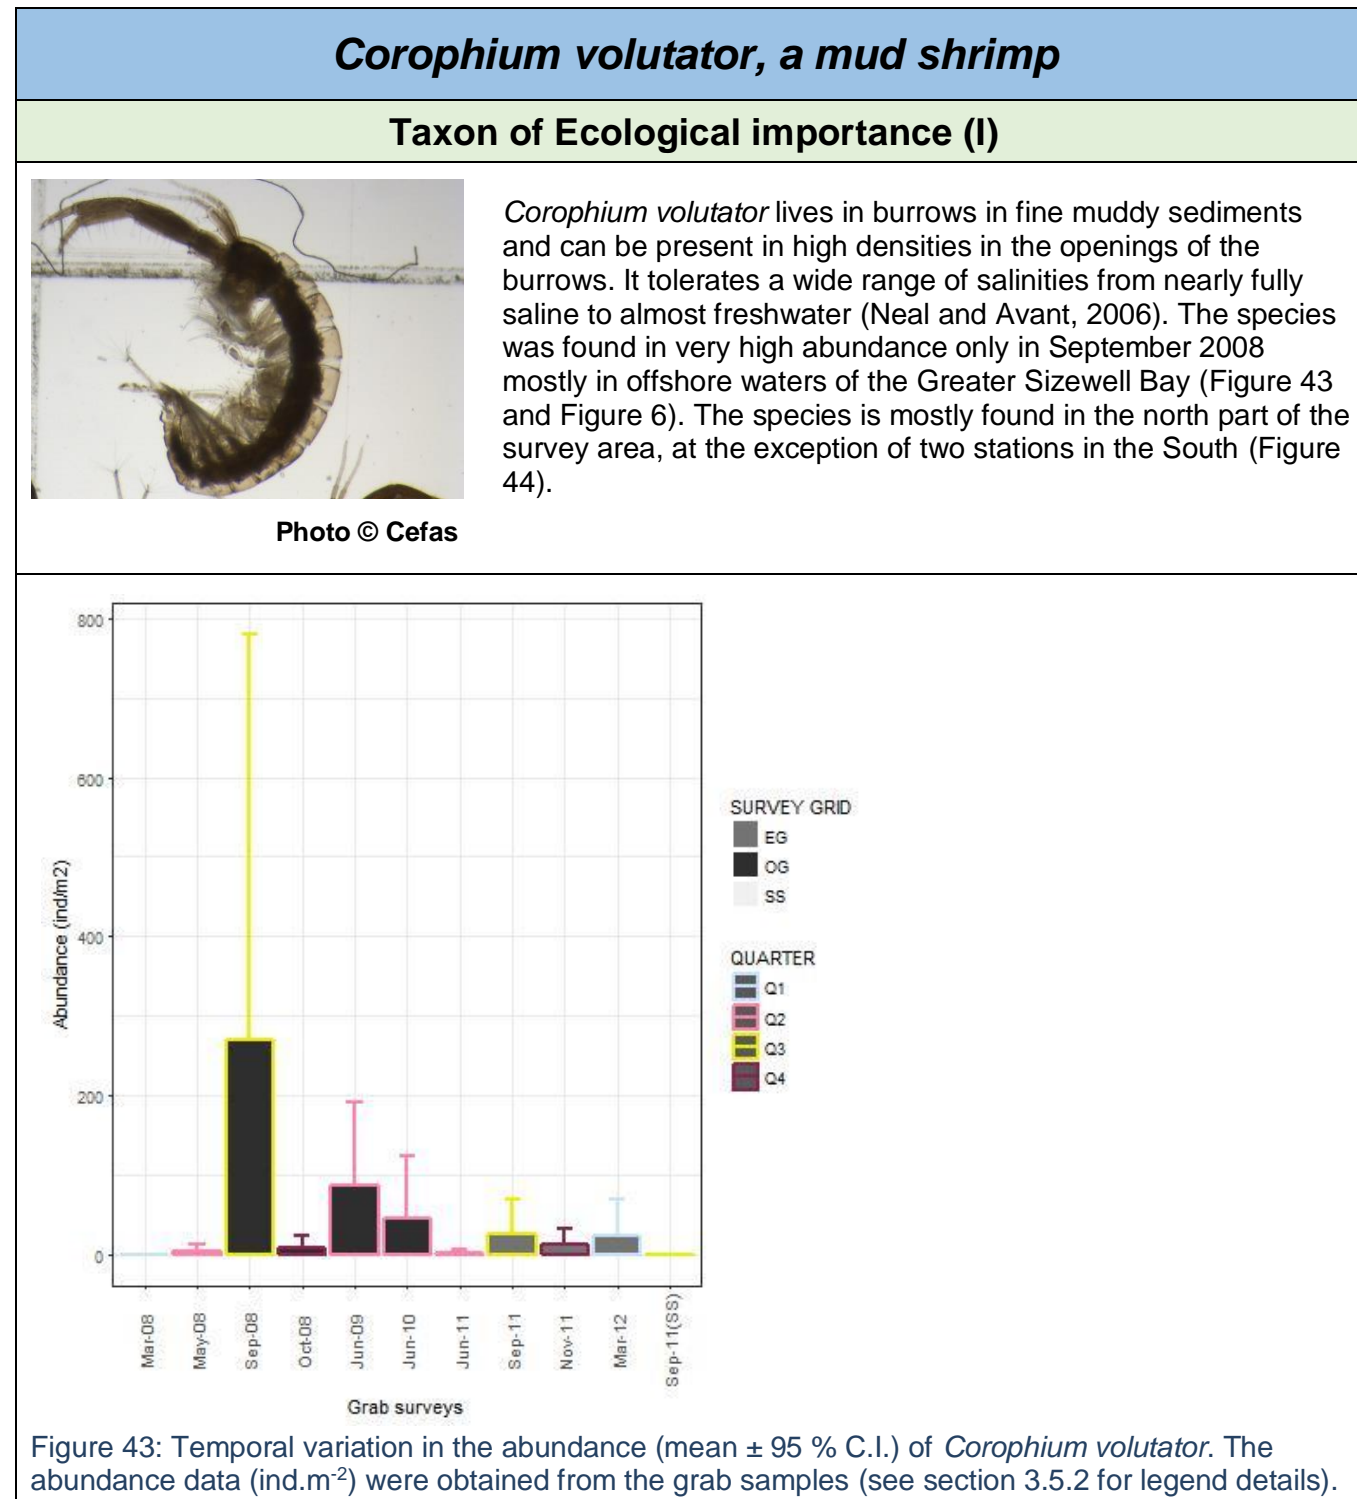 Corophium volutator, a mud shrimp
Taxon of Ecological importance (I)
Corophium volutator lives in burrows in fine muddy sediments
and can be present in high densities in the openings of the
burrows. It tolerates a wide range of salinities from nearly fully
saline to almost freshwater (Neal and Avant, 2006). The species
was found in very high abundance only in September 2008
mostly in offshore waters of the Greater Sizewell Bay (Figure 43
and Figure 6). The species is mostly found in the north part of the
survey area, at the exception of two stations in the South (Figure
44).
Photo © Cefas
800
600
400
200
0
Abundance (ind/m2)
Mar-08
May-08
Sep-08
Oct-08
Jun-09
Jun-10
Jun-11
Sep-11
Nov-11
Mar-12
Sep-11(SS)
Grab surveys
SURVEY GRID
EG
OG
SS
QUARTER
Q1
Q2
Q3
Q4
Figure 43: Temporal variation in the abundance (mean ± 95 % C.I.) of Corophium volutator. The
abundance data (ind.m-2) were obtained from the grab samples (see section 3.5.2 for legend details).